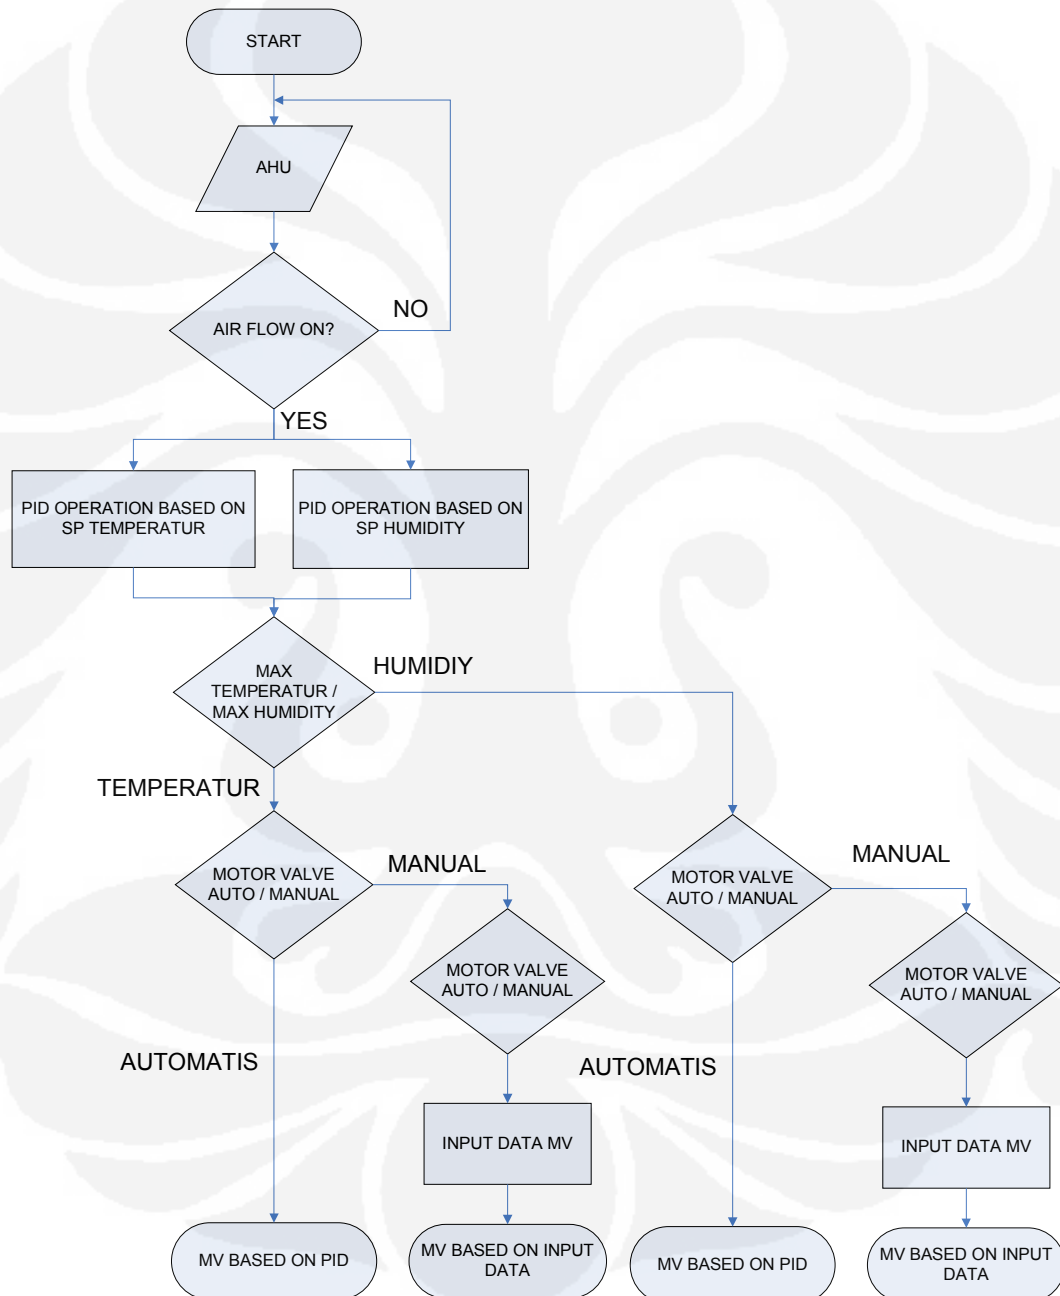 START
AHU
AIR FLOW ON?
NO
YES
PID OPERATION BASED ON
SP TEMPERATUR
PID OPERATION BASED ON
SP HUMIDITY
MAX
TEMPERATUR /
MAX HUMIDITY
HUMIDIY
TEMPERATUR
MOTOR VALVE
AUTO / MANUAL
MANUAL
MOTOR VALVE
AUTO / MANUAL
MANUAL
MOTOR VALVE
AUTO / MANUAL
MOTOR VALVE
AUTO / MANUAL
AUTOMATIS
AUTOMATIS
INPUT DATA MV
INPUT DATA MV
MV BASED ON PID
MV BASED ON INPUT
DATA
MV BASED ON PID
MV BASED ON INPUT
DATA